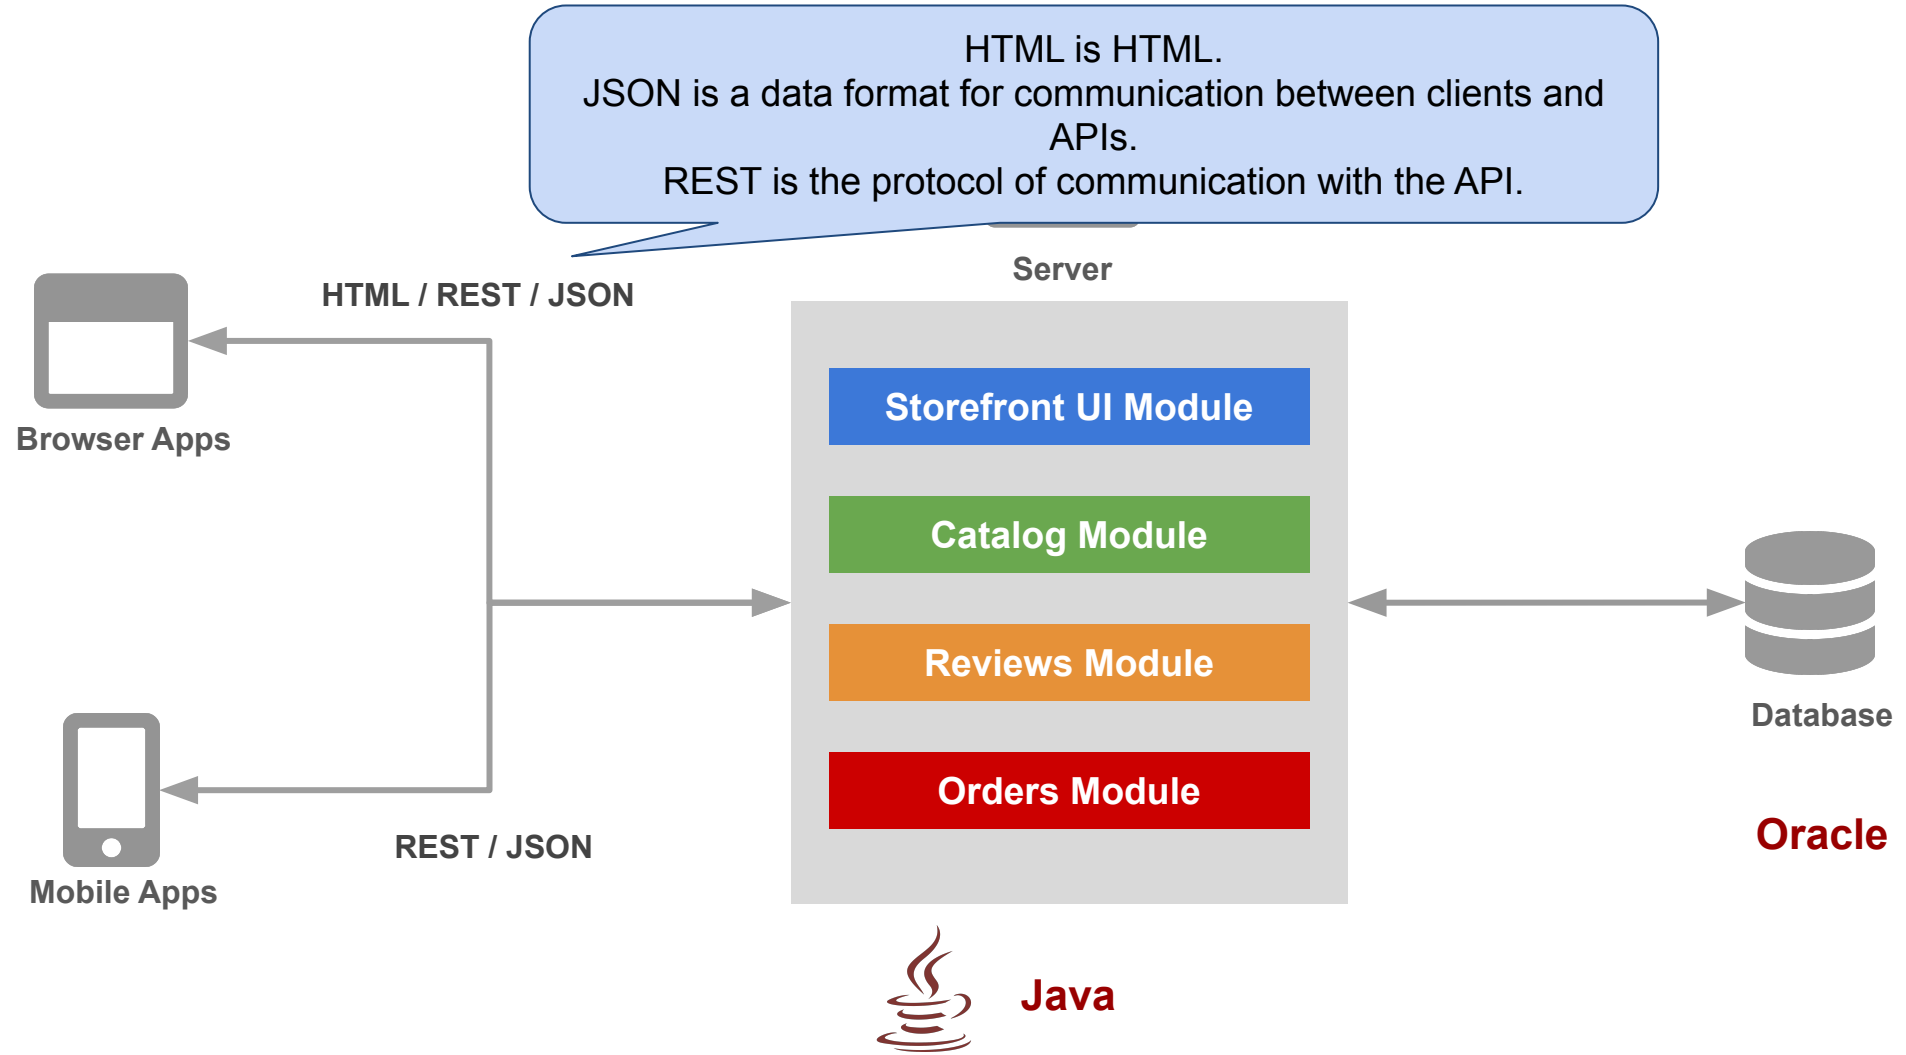 HTML is HTML.
JSON is a data format for communication between clients and
APIs.
REST is the protocol of communication with the API.
Server
HTML / REST / JSON
Browser Apps
Storefront UI Module
Catalog Module
Reviews Module
Orders Module
Database
Oracle
REST / JSON
Mobile Apps
Java